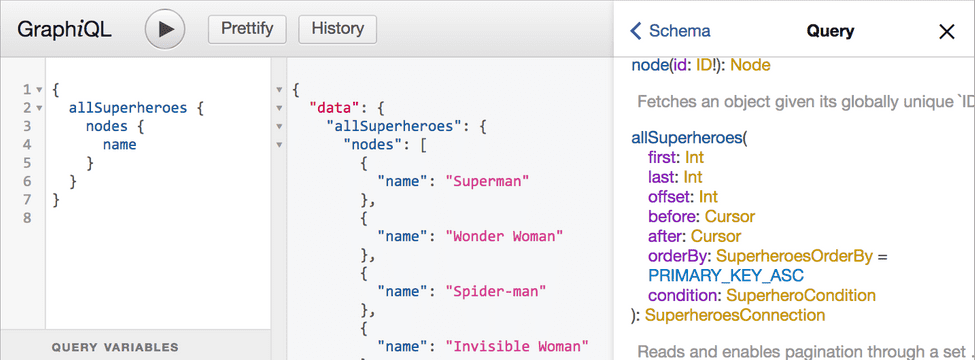 GraphiQL
Prettify
History
Schema
Query
1 {
2 allSuperheroes {
3 nodes {
4 name
5 }
6 }
7 }
8
QUERY VARIABLES
{
"data": {
"allSuperheroes": {
"nodes": [
{
"name": "Superman"
},
{
"name": "Wonder Woman"
},
{
"name": "Spider-man"
},
{
"name": "Invisible Woman"
node(id: ID!): Node
Fetches an object given its globally unique `ID
allSuperheroes(
first: Int
last: Int
offset: Int
before: Cursor
after: Cursor
orderBy: SuperheroesOrderBy =
PRIMARY_KEY_ASC
condition: SuperheroCondition
): SuperheroesConnection
Reads and enables pagination through a set